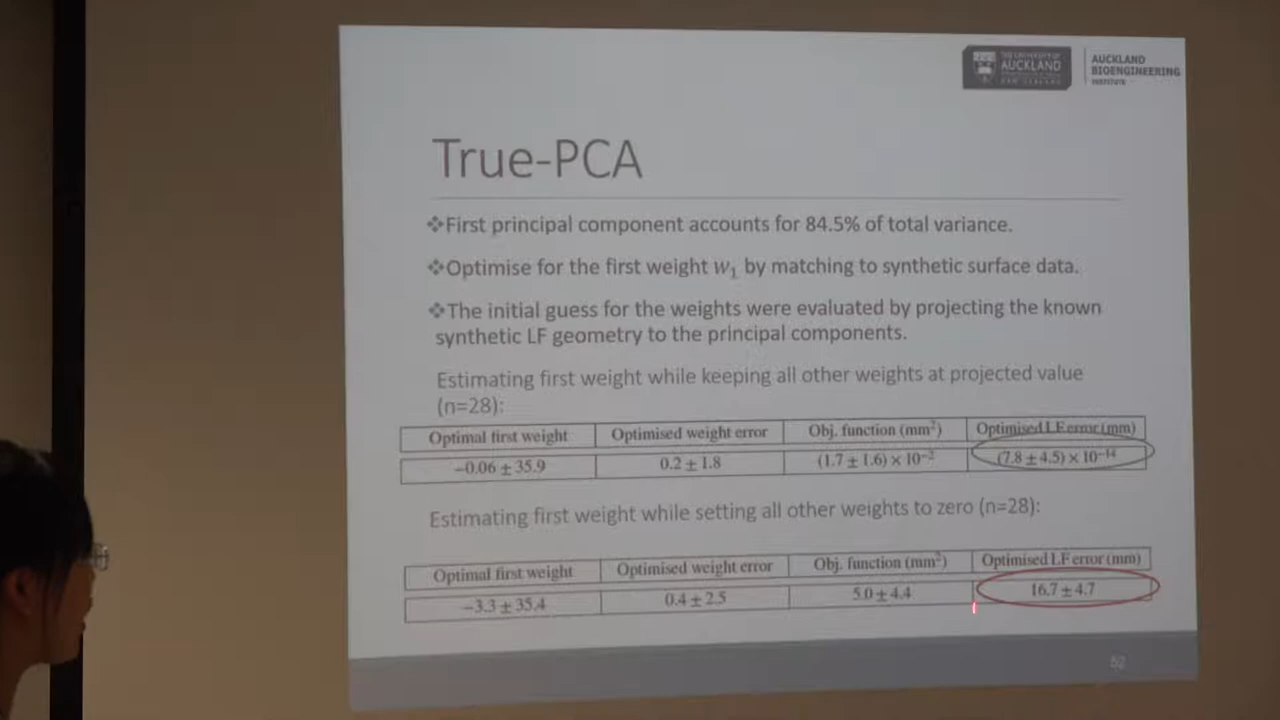 THE UNIVERSITY OF
AUCKLAND
NEW ZEALAND
AUCKLAND
BIOENGINEERING
INSTITUTE
True-PCA
❖First principal component accounts for 84.5% of total variance.
❖Optimise for the first weight w₁ by matching to synthetic surface data.
❖The initial guess for the weights were evaluated by projecting the known
synthetic LF geometry to the principal components.
Estimating first weight while keeping all other weights at projected value
(n=28):
Optimal first weight Optimised weight error Obj. function (mm²) Optimised LF error (mm)
−0.06 ± 35.9 0.2 ± 1.8 (1.7 ± 1.6) × 10⁻² (7.8 ± 4.5) × 10⁻¹⁴
Estimating first weight while setting all other weights to zero (n=28):
Optimal first weight Optimised weight error Obj. function (mm²) Optimised LF error (mm)
−3.3 ± 35.4 0.4 ± 2.5 5.0 ± 4.4 16.7 ± 4.7
52